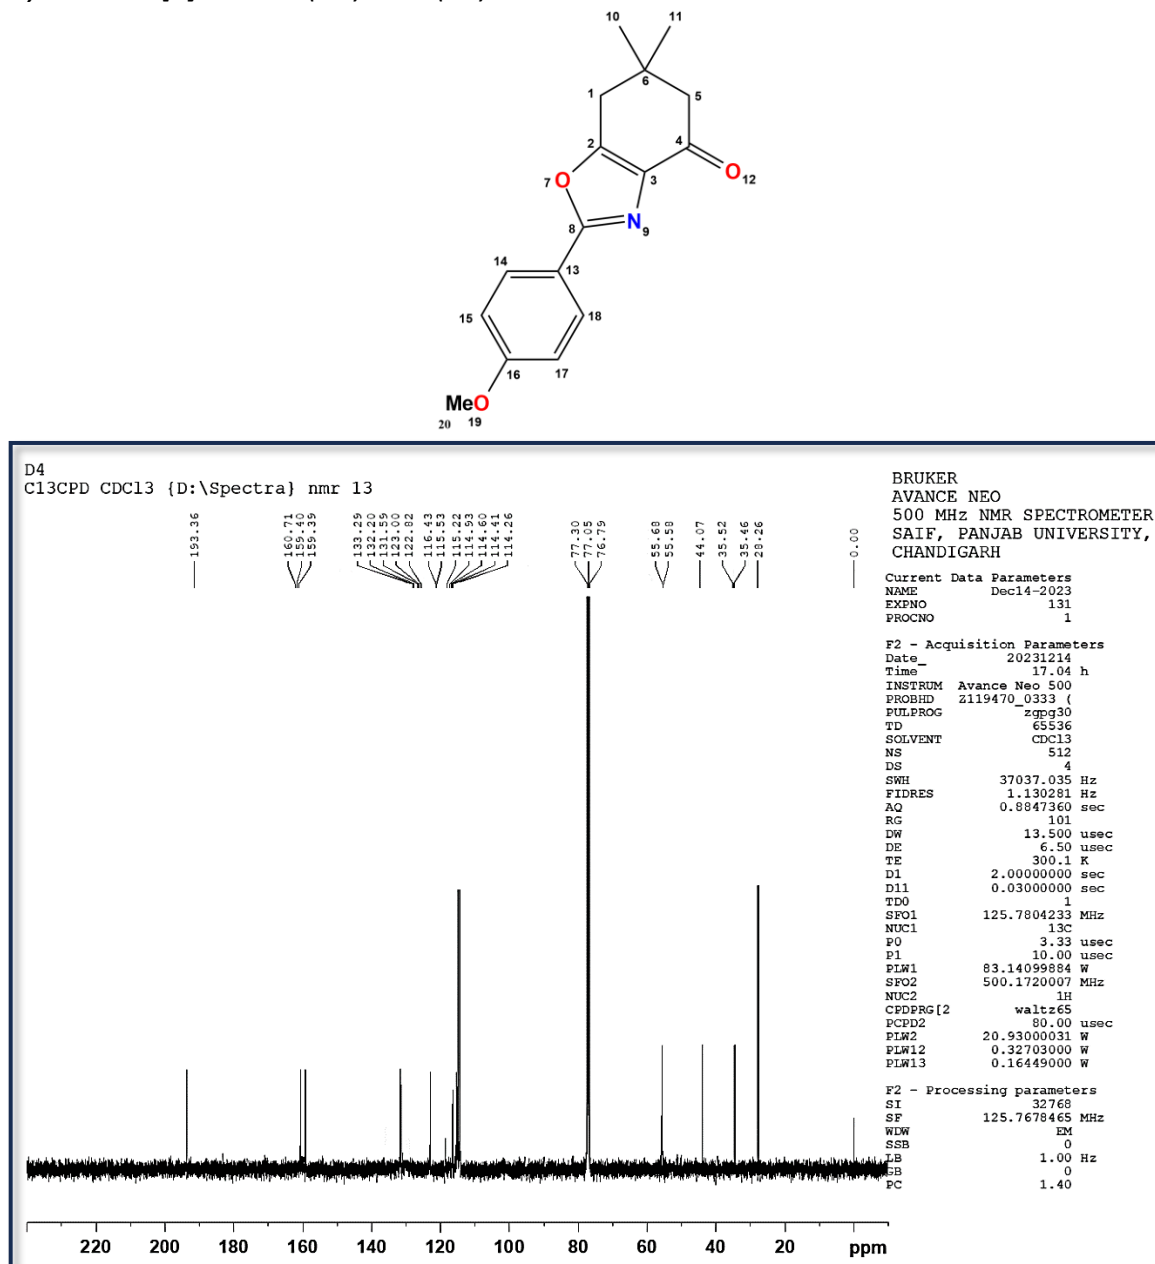 10 11
6
1 5
2 4
O 12
O 3
7
N
8 9
14 13
15 18
16 17
MeO
20 19
D4
C13CPD CDCl3 {D:\Spectra} nmr 13
193.36
160.71
159.40
159.39
133.29
132.20
131.59
123.00
122.82
116.43
115.53
115.22
114.93
114.60
114.41
114.26
77.30
77.05
76.79
55.68
55.58
44.07
35.52
35.46
28.26
0.00
BRUKER
AVANCE NEO
500 MHz NMR SPECTROMETER
SAIF, PANJAB UNIVERSITY,
CHANDIGARH
Current Data Parameters
NAME Dec14-2023
EXPNO 131
PROCNO 1
F2 - Acquisition Parameters
Date_ 20231214
Time 17.04 h
INSTRUM Avance Neo 500
PROBHD Z119470_0333 (
PULPROG zgpg30
TD 65536
SOLVENT CDCl3
NS 512
DS 4
SWH 37037.035 Hz
FIDRES 1.130281 Hz
AQ 0.8847360 sec
RG 101
DW 13.500 usec
DE 6.50 usec
TE 300.1 K
D1 2.00000000 sec
D11 0.03000000 sec
TD0 1
SFO1 125.7804233 MHz
NUC1 13C
P0 3.33 usec
P1 10.00 usec
PLW1 83.14099884 W
SFO2 500.1720007 MHz
NUC2 1H
CPDPRG[2 waltz65
PCPD2 80.00 usec
PLW2 20.93000031 W
PLW12 0.32703000 W
PLW13 0.16449000 W
F2 - Processing parameters
SI 32768
SF 125.7678465 MHz
WDW EM
SSB 0
LB 1.00 Hz
GB 0
PC 1.40
220 200 180 160 140 120 100 80 60 40 20 ppm